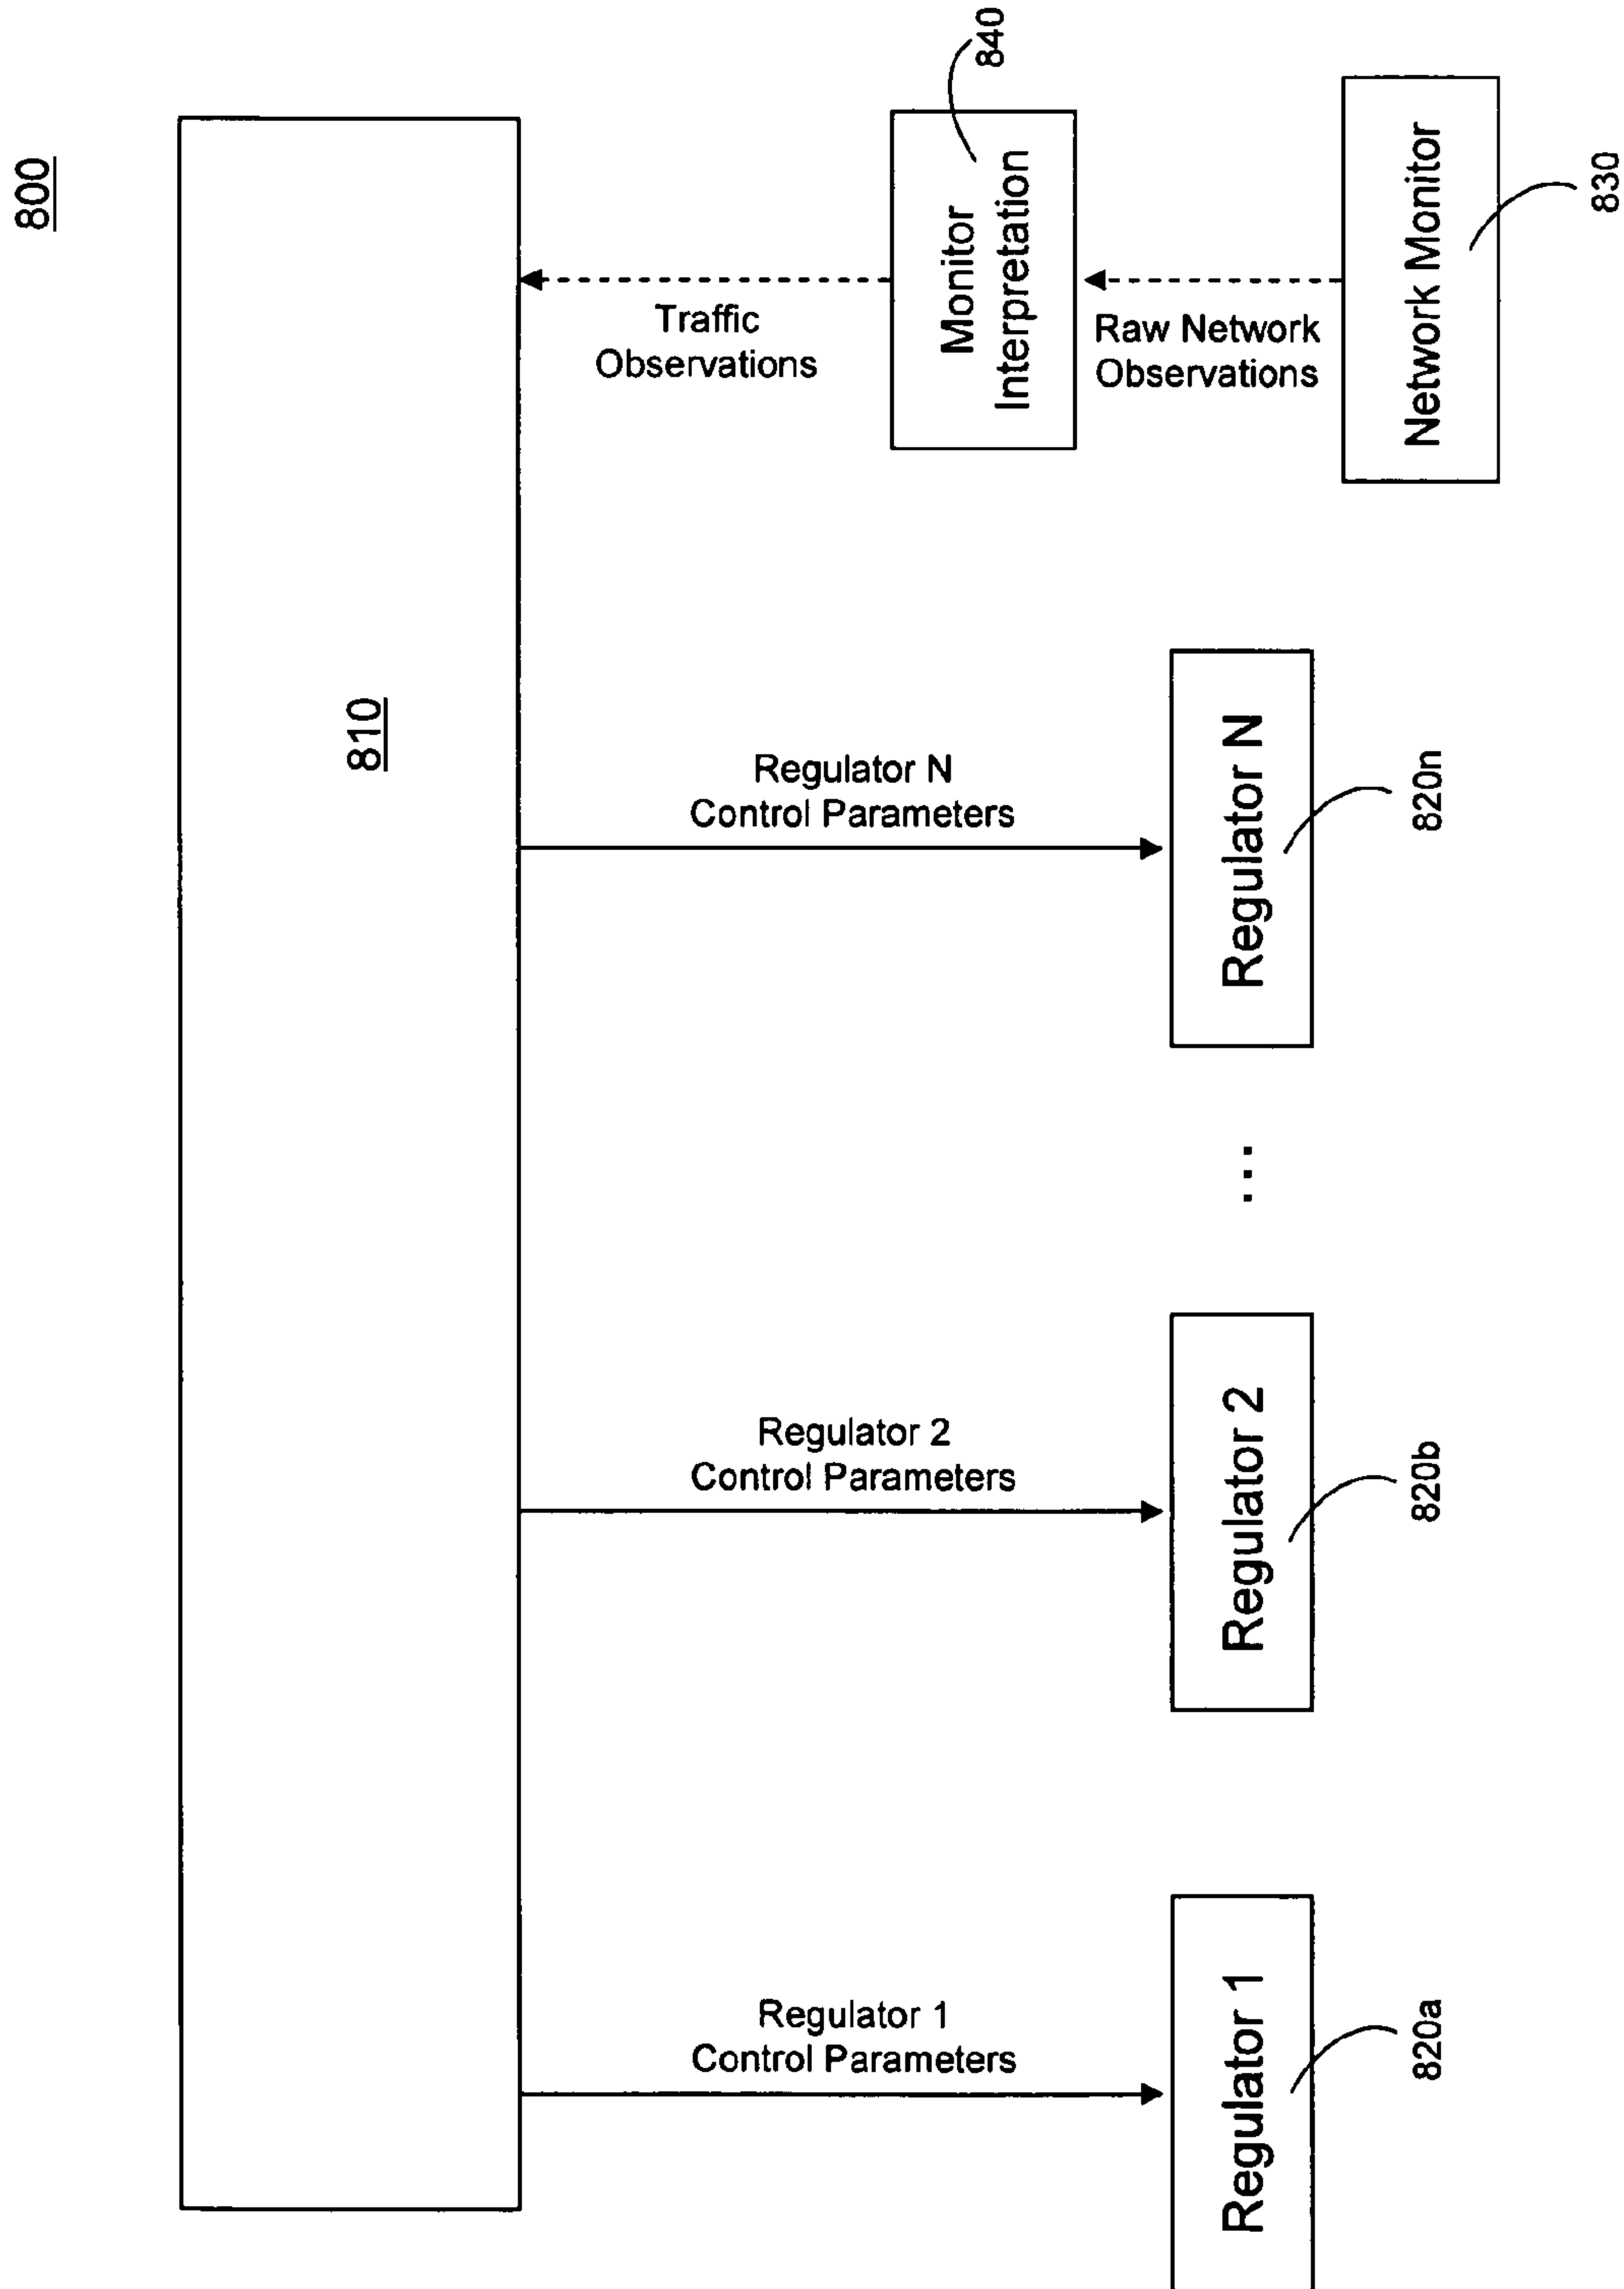 800
810
Regulator 1
Control Parameters
Regulator 2
Control Parameters
Regulator N
Control Parameters
Traffic
Observations
Monitor
Interpretation
840
Raw Network
Observations
Regulator 1
820a
Regulator 2
820b
...
Regulator N
820n
Network Monitor
830